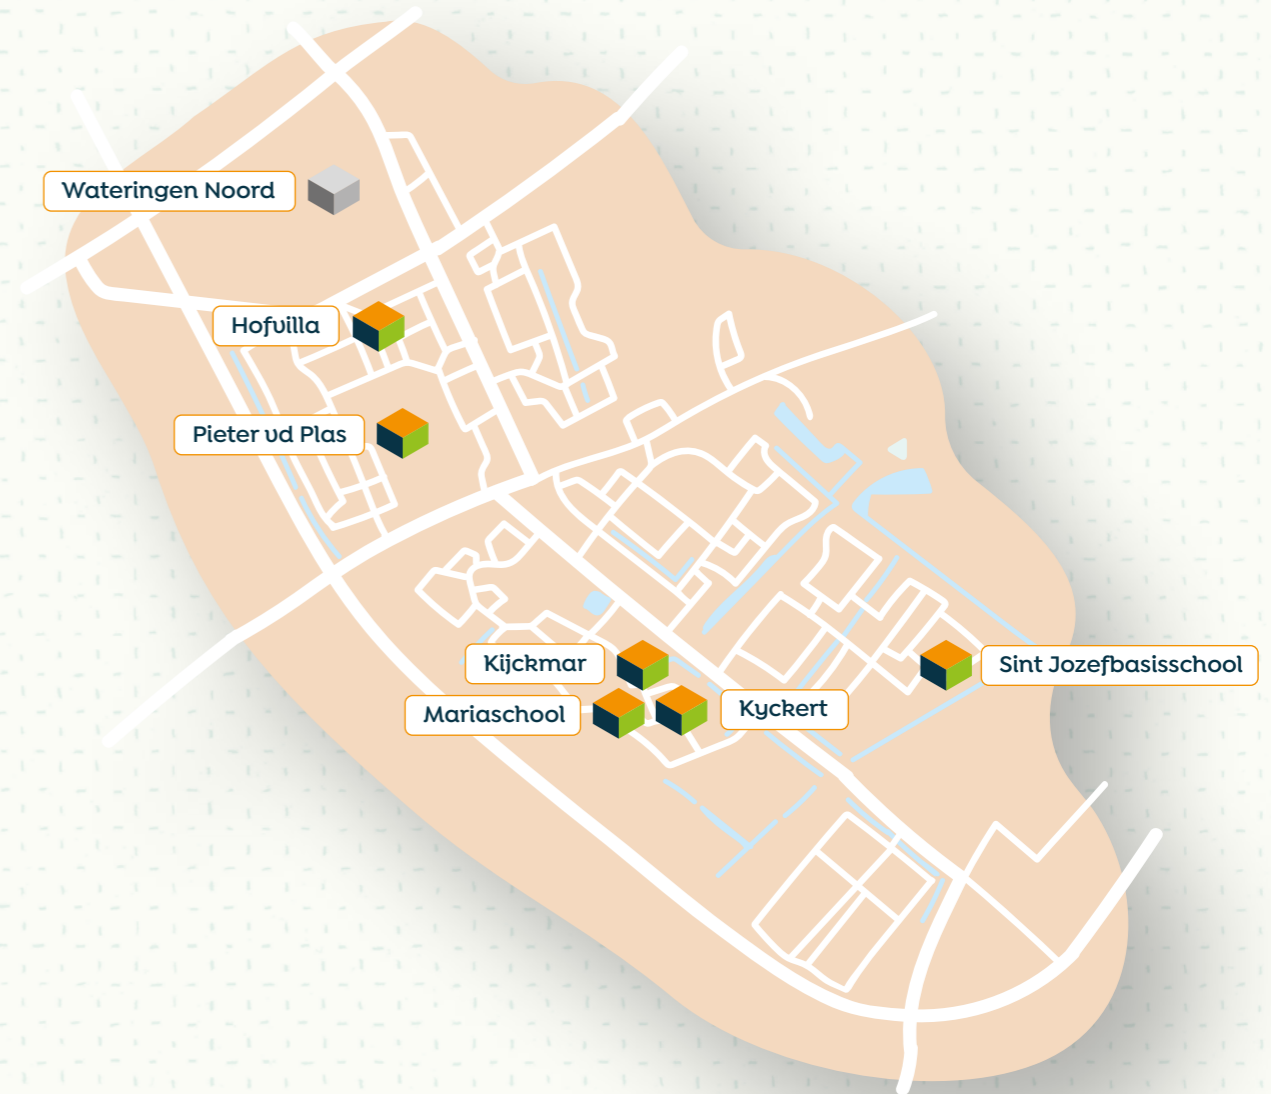 Wateringen Noord
Hofvilla
Pieter vd Plas
Kijckmar
Sint Jozefbasisschool
Mariaschool
Kyckert